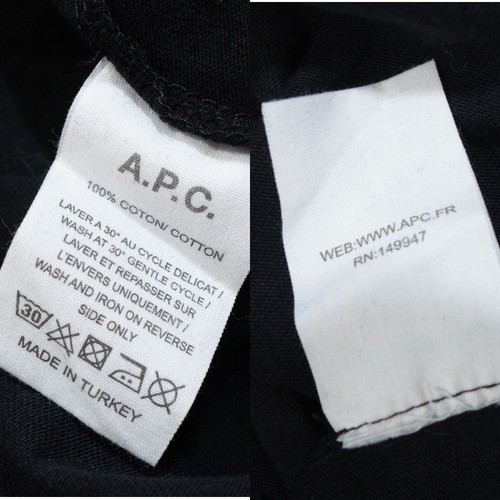 A.P.C.
100% COTON/ COTTON
LAVER A 30° AU CYCLE DELICAT /
WASH AT 30° GENTLE CYCLE /
LAVER ET REPASSER SUR
L'ENVERS UNIQUEMENT /
WASH AND IRON ON REVERSE
SIDE ONLY
30
MADE IN TURKEY
WEB:WWW.APC.FR
RN:149947